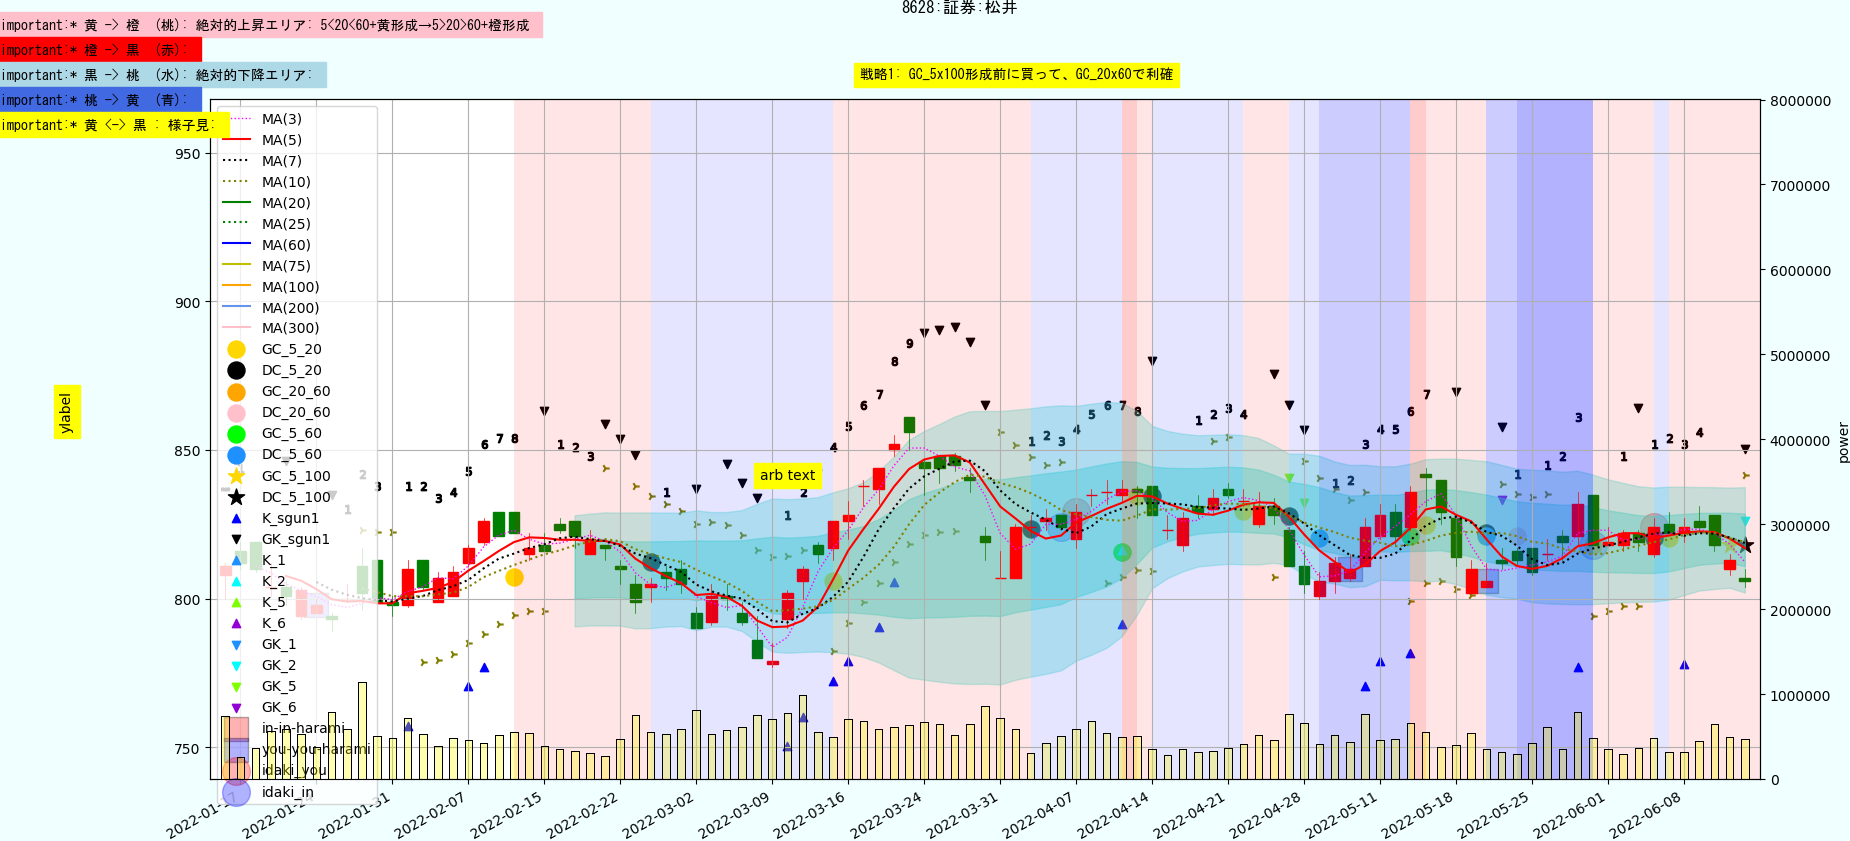 8628:証券:松井
important:* 黄 -> 橙 (桃): 絶対的上昇エリア: 5<20<60+黄形成→5>20>60+橙形成
important:* 橙 -> 黒 (赤):
important:* 黒 -> 桃 (水): 絶対的下降エリア:
戦略1: GC_5x100形成前に買って、GC_20x60で利確
important:* 桃 -> 黄 (青):
important:* 黄 <-> 黒 : 様子見:
MA(3)
MA(5)
MA(7)
MA(10)
MA(20)
MA(25)
MA(60)
MA(75)
MA(100)
MA(200)
MA(300)
GC_5_20
DC_5_20
GC_20_60
DC_20_60
GC_5_60
DC_5_60
GC_5_100
DC_5_100
K_sgun1
GK_sgun1
K_1
K_2
K_5
K_6
GK_1
GK_2
GK_5
GK_6
in-in-harami
you-you-harami
idaki_you
idaki_in
950
900
850
800
750
ylabel
arb text
8000000
7000000
6000000
5000000
4000000
3000000
2000000
1000000
0
power
2022-01-31
2022-02-07
2022-02-15
2022-02-22
2022-03-02
2022-03-09
2022-03-16
2022-03-24
2022-03-31
2022-04-07
2022-04-14
2022-04-21
2022-04-28
2022-05-11
2022-05-18
2022-05-25
2022-06-01
2022-06-08